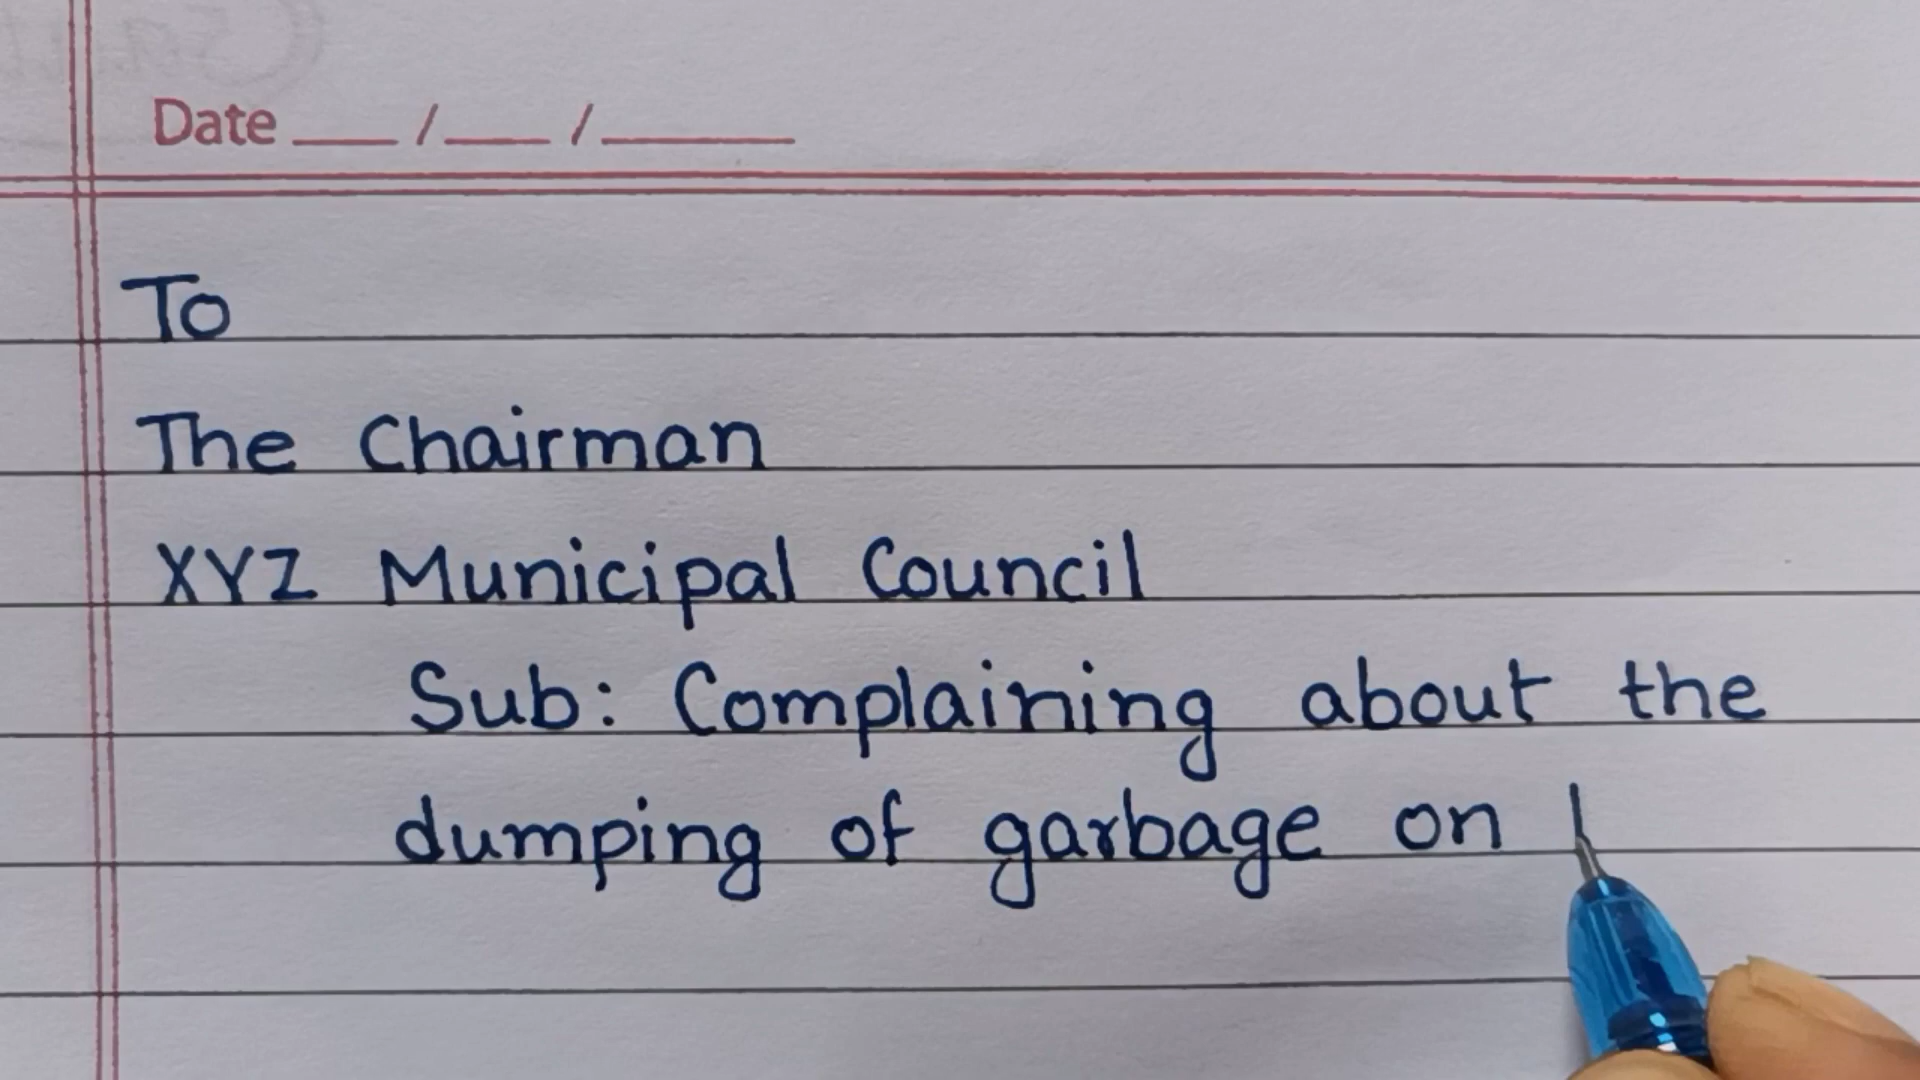 Date ___/___/_____
To
The Chairman
XYZ Municipal Council
Sub: Complaining about the
dumping of garbage on